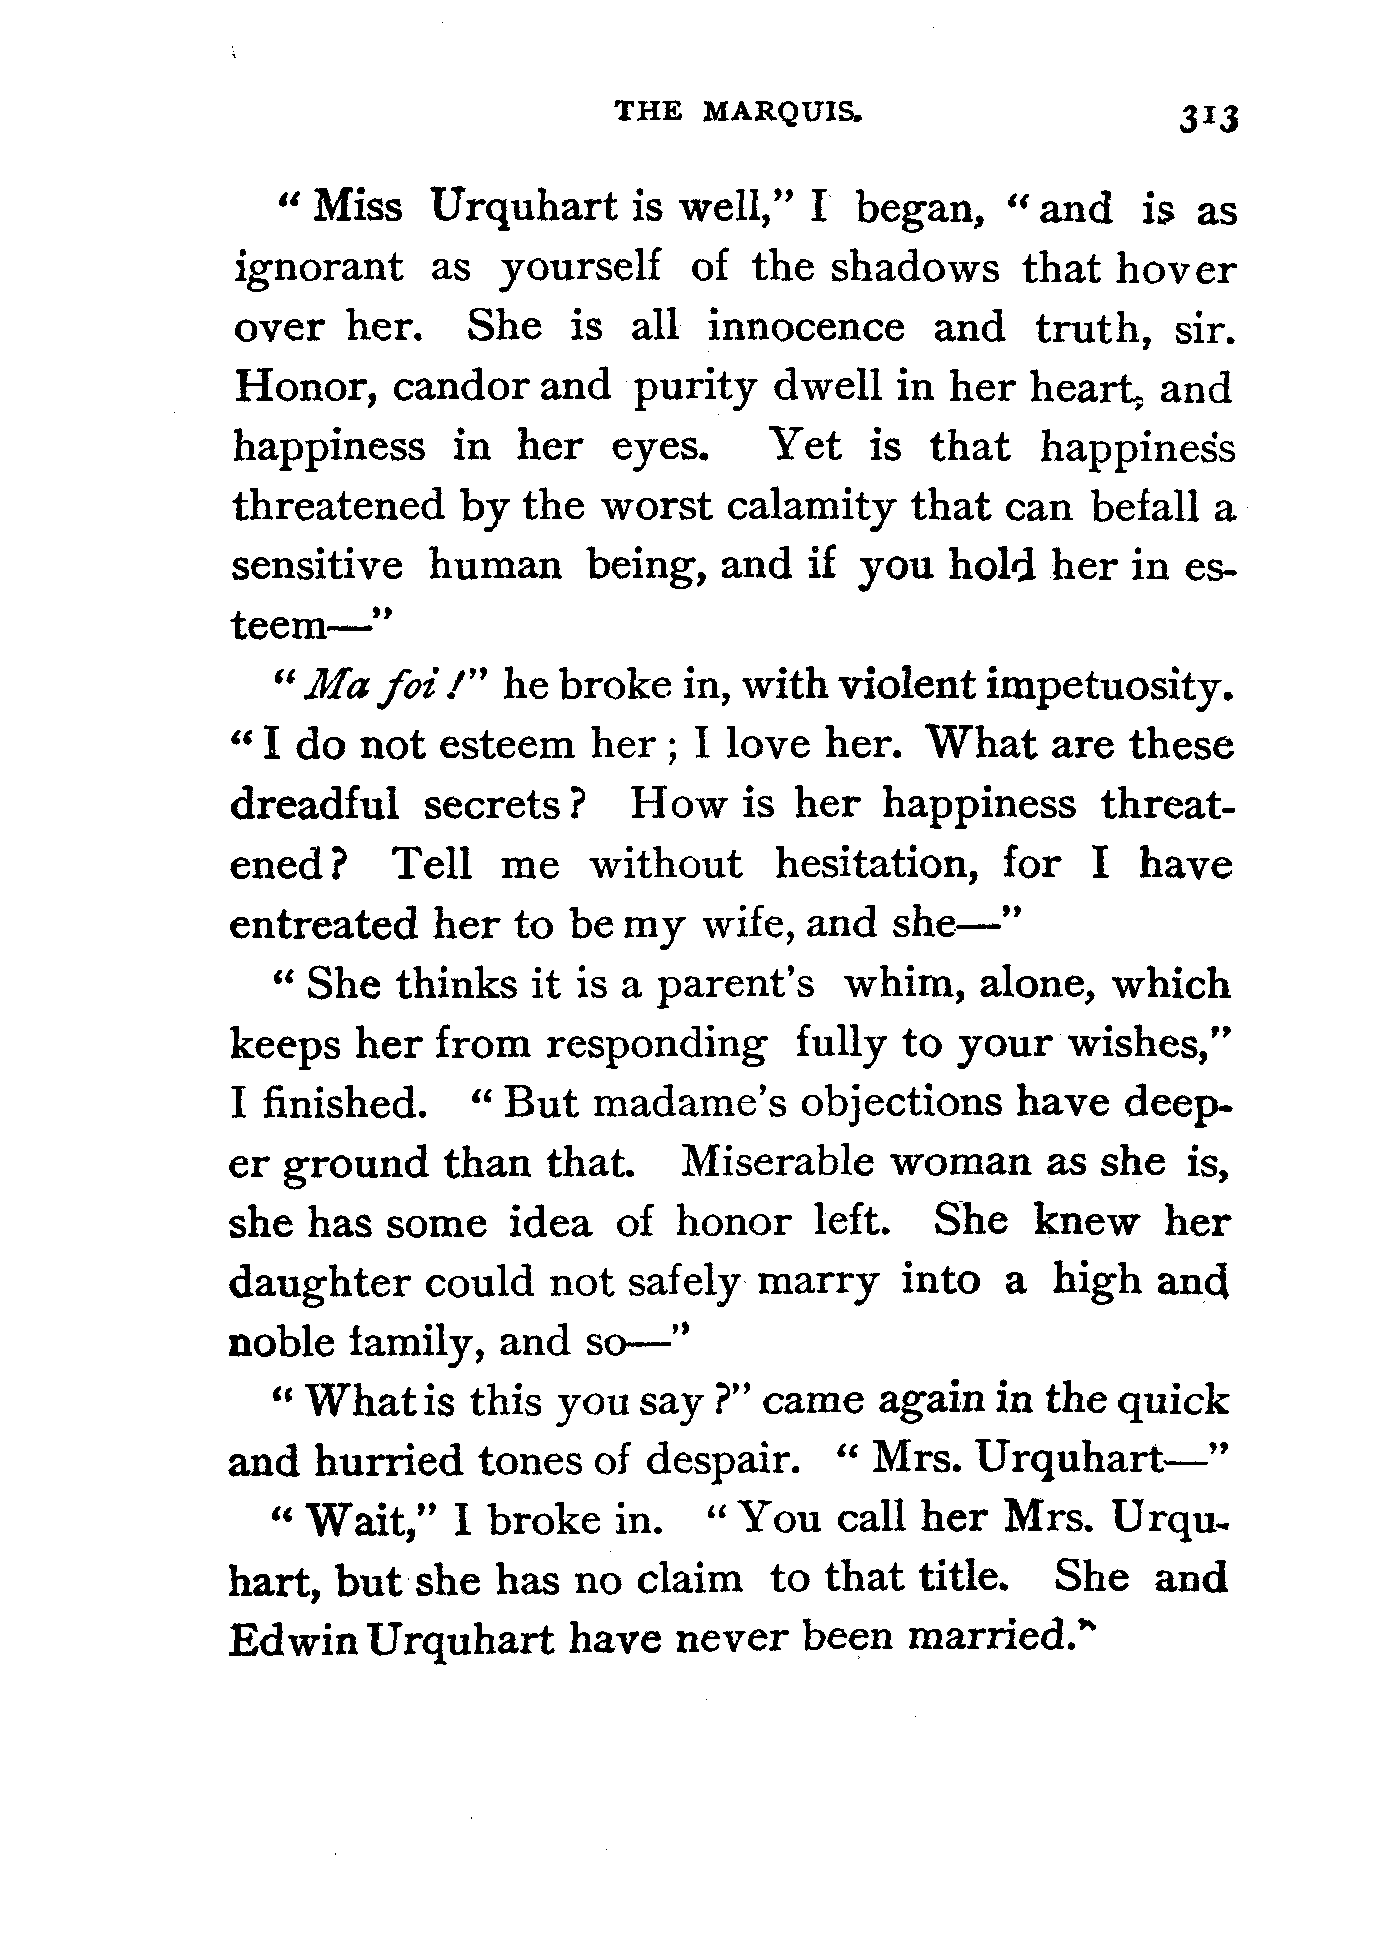 THE MARQUIS. 313
“ Miss Urquhart is well,” I began, “ and is as
ignorant as yourself of the shadows that hover
over her. She is all innocence and truth, sir.
Honor, candor and purity dwell in her heart, and
happiness in her eyes. Yet is that happiness
threatened by the worst calamity that can befall a
sensitive human being, and if you hold her in es-
teem—”
“ Ma foi !” he broke in, with violent impetuosity.
“ I do not esteem her ; I love her. What are these
dreadful secrets ? How is her happiness threat-
ened ? Tell me without hesitation, for I have
entreated her to be my wife, and she—”
“ She thinks it is a parent’s whim, alone, which
keeps her from responding fully to your wishes,”
I finished. “ But madame’s objections have deep-
er ground than that. Miserable woman as she is,
she has some idea of honor left. She knew her
daughter could not safely marry into a high and
noble family, and so—”
“ What is this you say ?” came again in the quick
and hurried tones of despair. “ Mrs. Urquhart—”
“ Wait,” I broke in. “ You call her Mrs. Urqu-
hart, but she has no claim to that title. She and
Edwin Urquhart have never been married.”